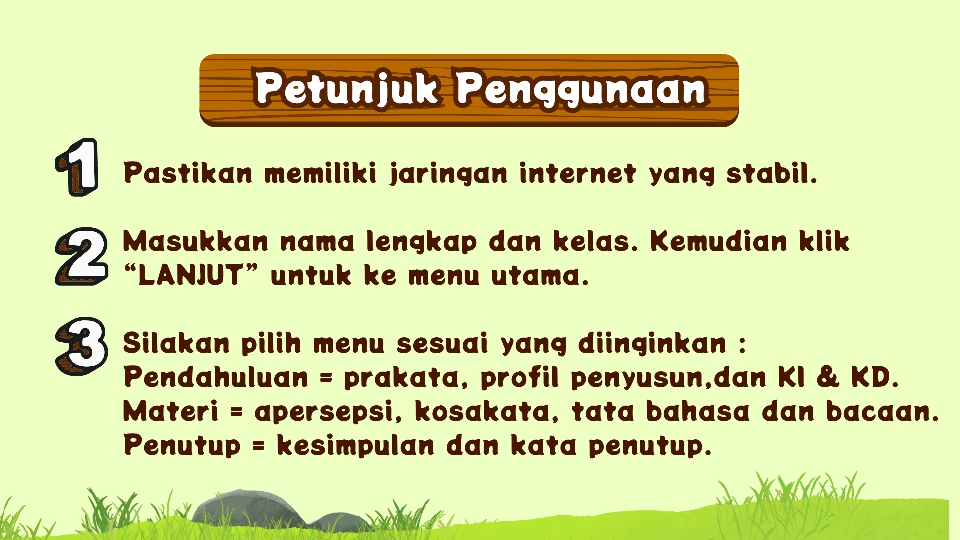 Petunjuk Penggunaan
1 Pastikan memiliki jaringan internet yang stabil.
2 Masukkan nama lengkap dan kelas. Kemudian klik
“LANJUT” untuk ke menu utama.
3 Silakan pilih menu sesuai yang diinginkan :
Pendahuluan = prakata, profil penyusun,dan KI & KD.
Materi = apersepsi, kosakata, tata bahasa dan bacaan.
Penutup = kesimpulan dan kata penutup.